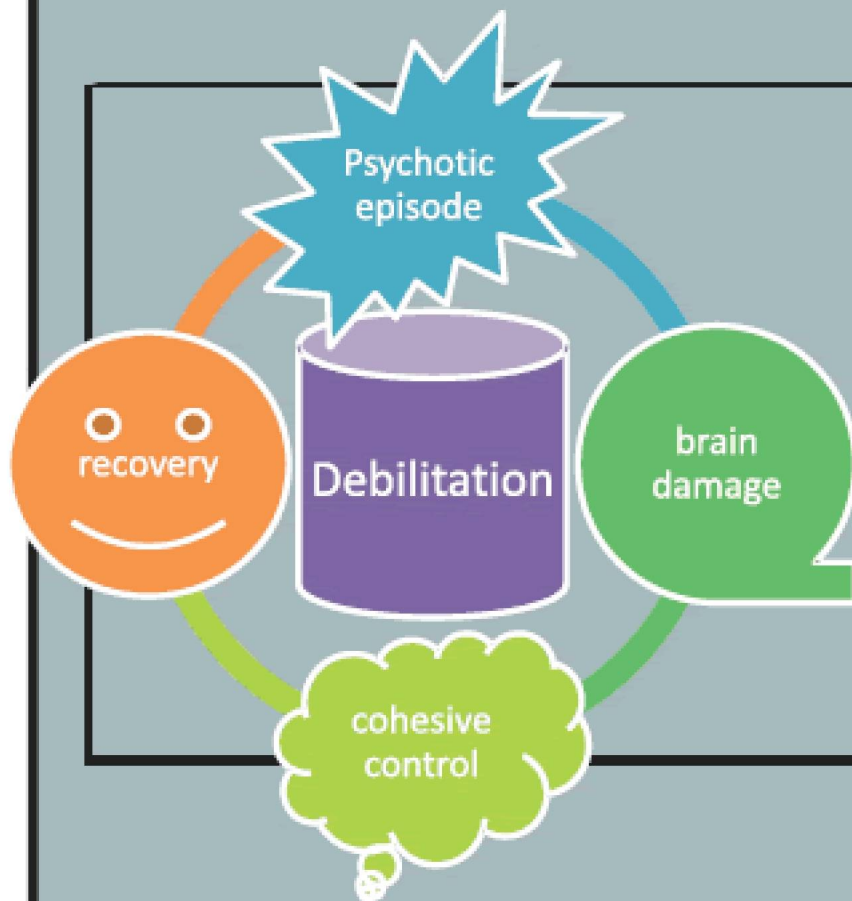 Psychotic
episode
recovery
Debilitation
brain
damage
cohesive
control